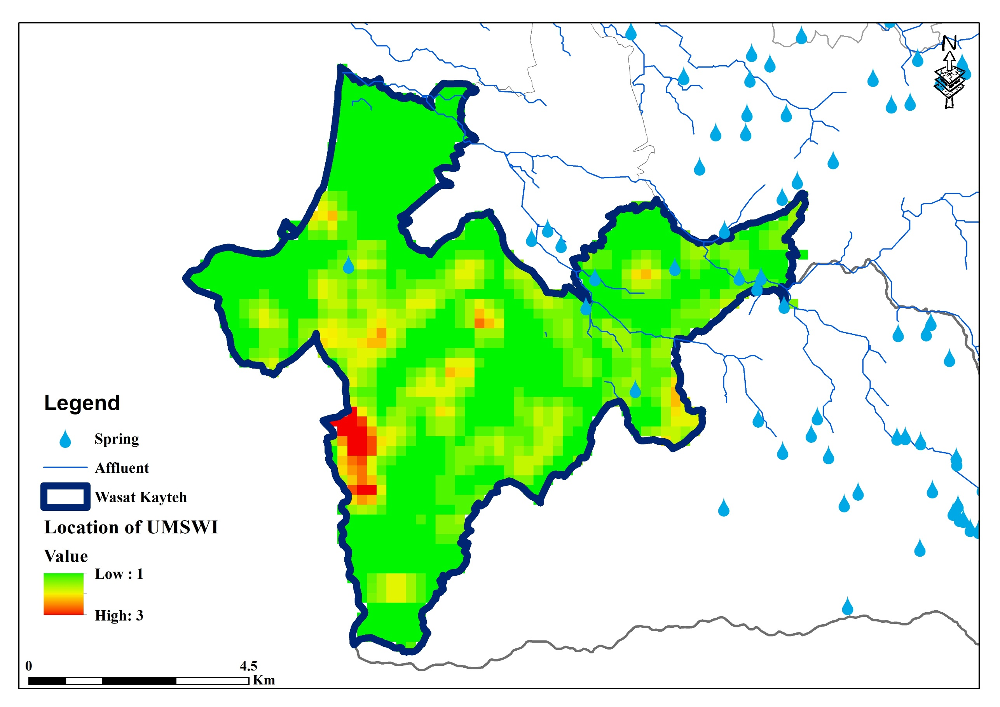 N
Legend
Spring
Affluent
Wasat Kayteh
Location of UMSWI
Value
Low : 1
High: 3
0 4.5
Km